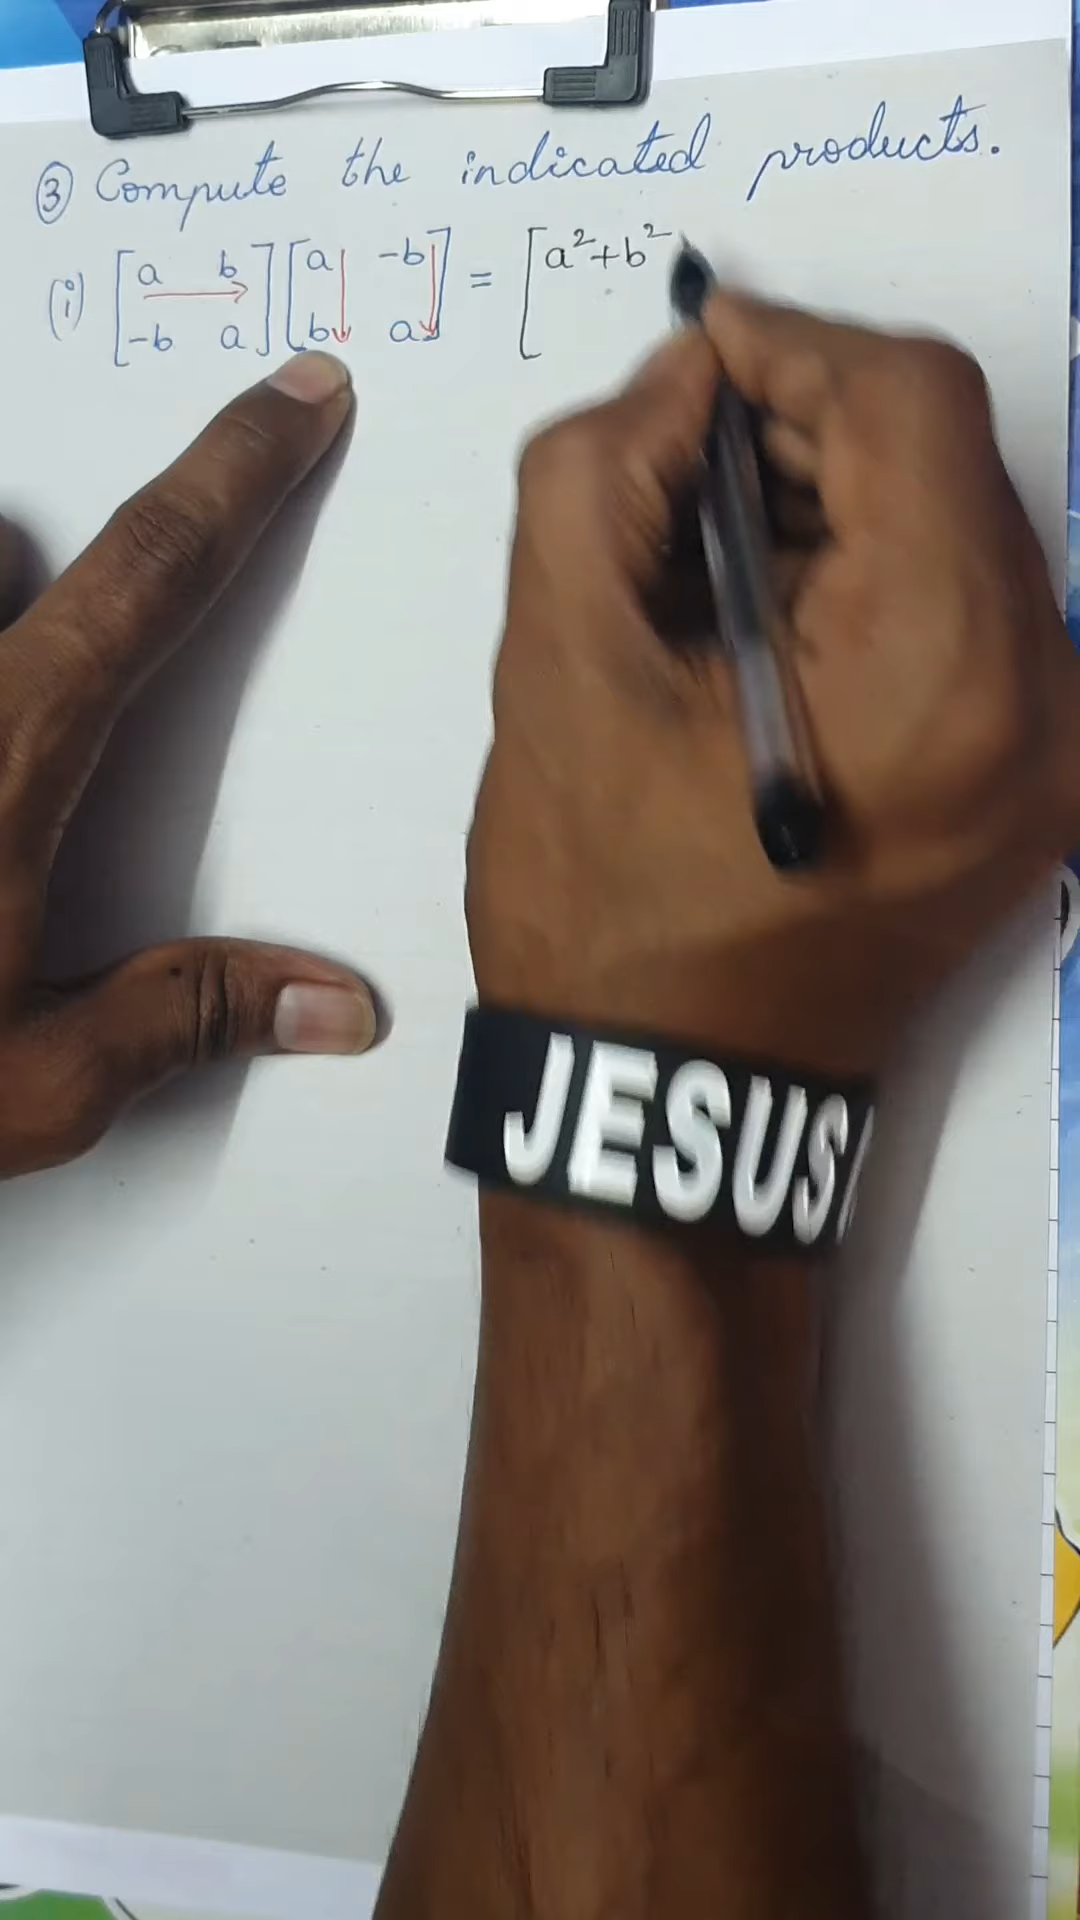 ③ Compute the indicated products.
(i) [a b -b a] [a -b b a] = [a²+b²
JESUS